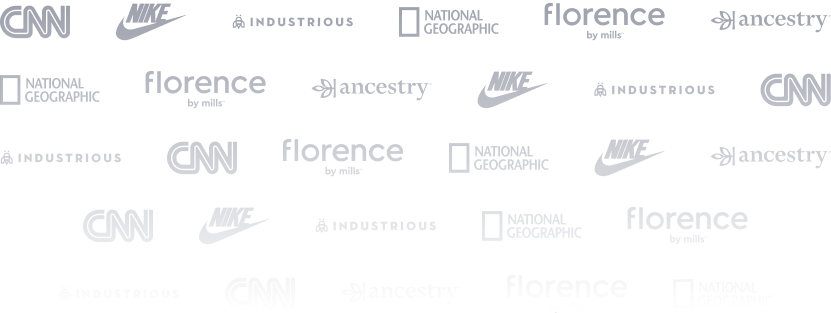 CNN NIKE INDUSTRIOUS NATIONAL GEOGRAPHIC florence by mills ancestry
NATIONAL GEOGRAPHIC florence by mills ancestry NIKE INDUSTRIOUS CNN
INDUSTRIOUS CNN florence by mills NATIONAL GEOGRAPHIC NIKE ancestry
CNN NIKE INDUSTRIOUS NATIONAL GEOGRAPHIC florence by mills
INDUSTRIOUS CNN ancestry florence NATIONAL GEOGRAPHIC